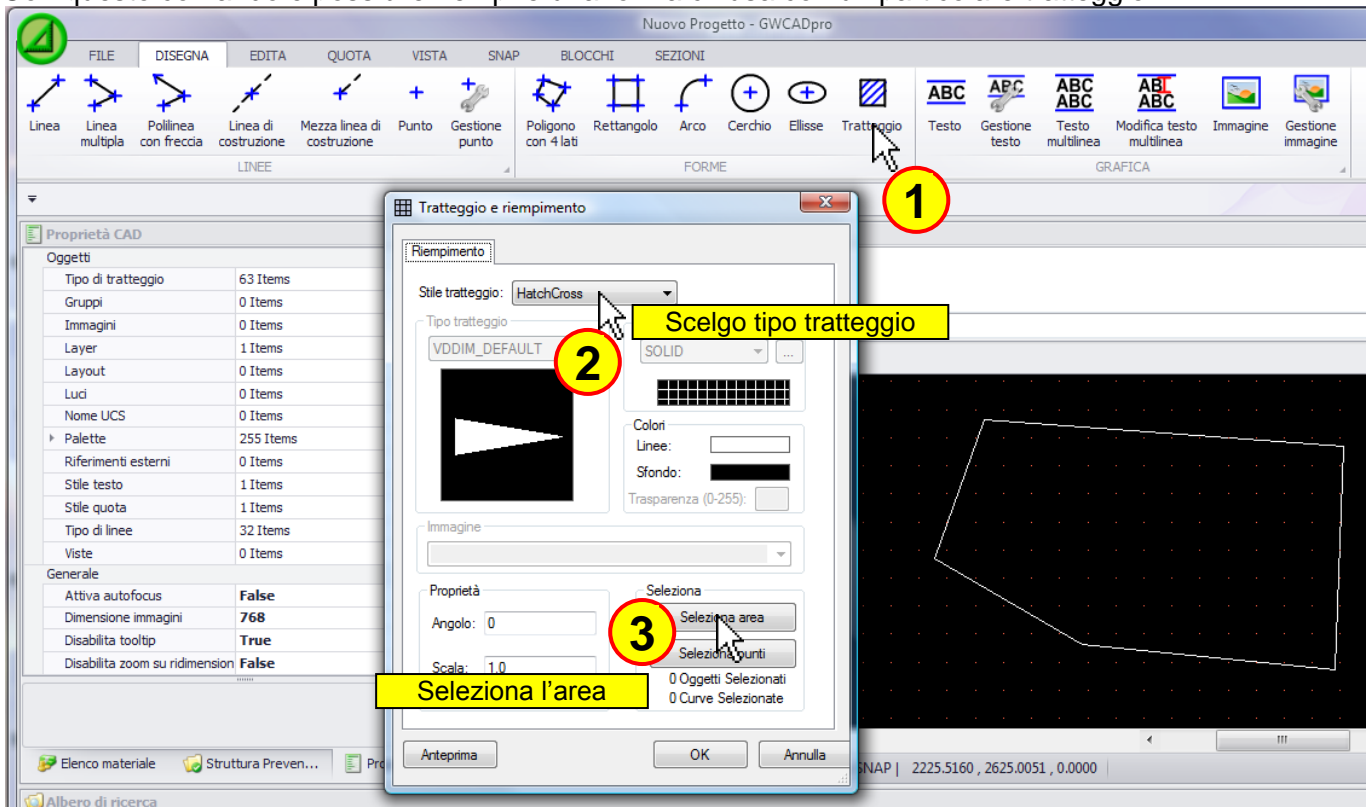 Nuovo Progetto - GWCADpro
FILE DISEGNA EDITA QUOTA VISTA SNAP BLOCCHI SEZIONI
Linea
Linea multipla
Polilinea con freccia
Linea di costruzione
Mezza linea di costruzione
Punto
Gestione punto
Poligono con 4 lati
Rettangolo
Arco
Cerchio
Ellisse
Tratteggio
ABC
Testo
ABC
Gestione testo
ABC
ABC
Testo multilinea
ABI
ABC
Modifica testo multilinea
Immagine
Gestione immagine
LINEE FORME GRAFICA
1
Proprietà CAD
Oggetti
Tipo di tratteggio 63 Items
Gruppi 0 Items
Immagini 0 Items
Layer 1 Items
Layout 0 Items
Luci 0 Items
Nome UCS 0 Items
Palette 255 Items
Riferimenti esterni 0 Items
Stile testo 1 Items
Stile quota 1 Items
Tipo di linee 32 Items
Viste 0 Items
Generale
Attiva autofocus False
Dimensione immagini 768
Disabilita tooltip True
Disabilita zoom su ridimension False
Tratteggio e riempimento
Riempimento
Stile tratteggio: HatchCross
Scelgo tipo tratteggio
Tipo tratteggio
VDDIM_DEFAULT
2
SOLID ...
Colori
Linee:
Sfondo:
Trasparenza (0-255):
Immagine
Proprietà
Angolo: 0
Scala: 1.0
Seleziona
3
Seleziona area
Seleziona punti
0 Oggetti Selezionati
0 Curve Selezionate
Seleziona l'area
Anteprima OK Annulla
Elenco materiale Struttura Preven...
SNAP | 2225.5160 , 2625.0051 , 0.0000
Albero di ricerca